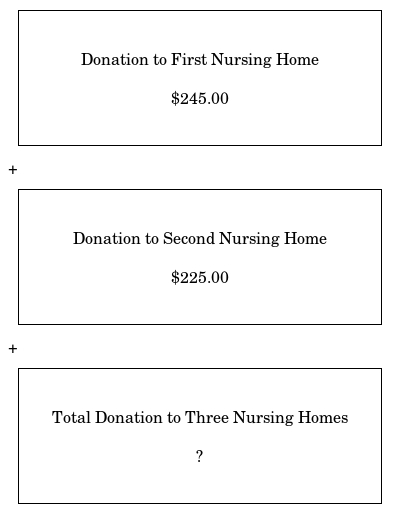 Donation to First Nursing Home
$245.00
+
Donation to Second Nursing Home
$225.00
+
Total Donation to Three Nursing Homes
?